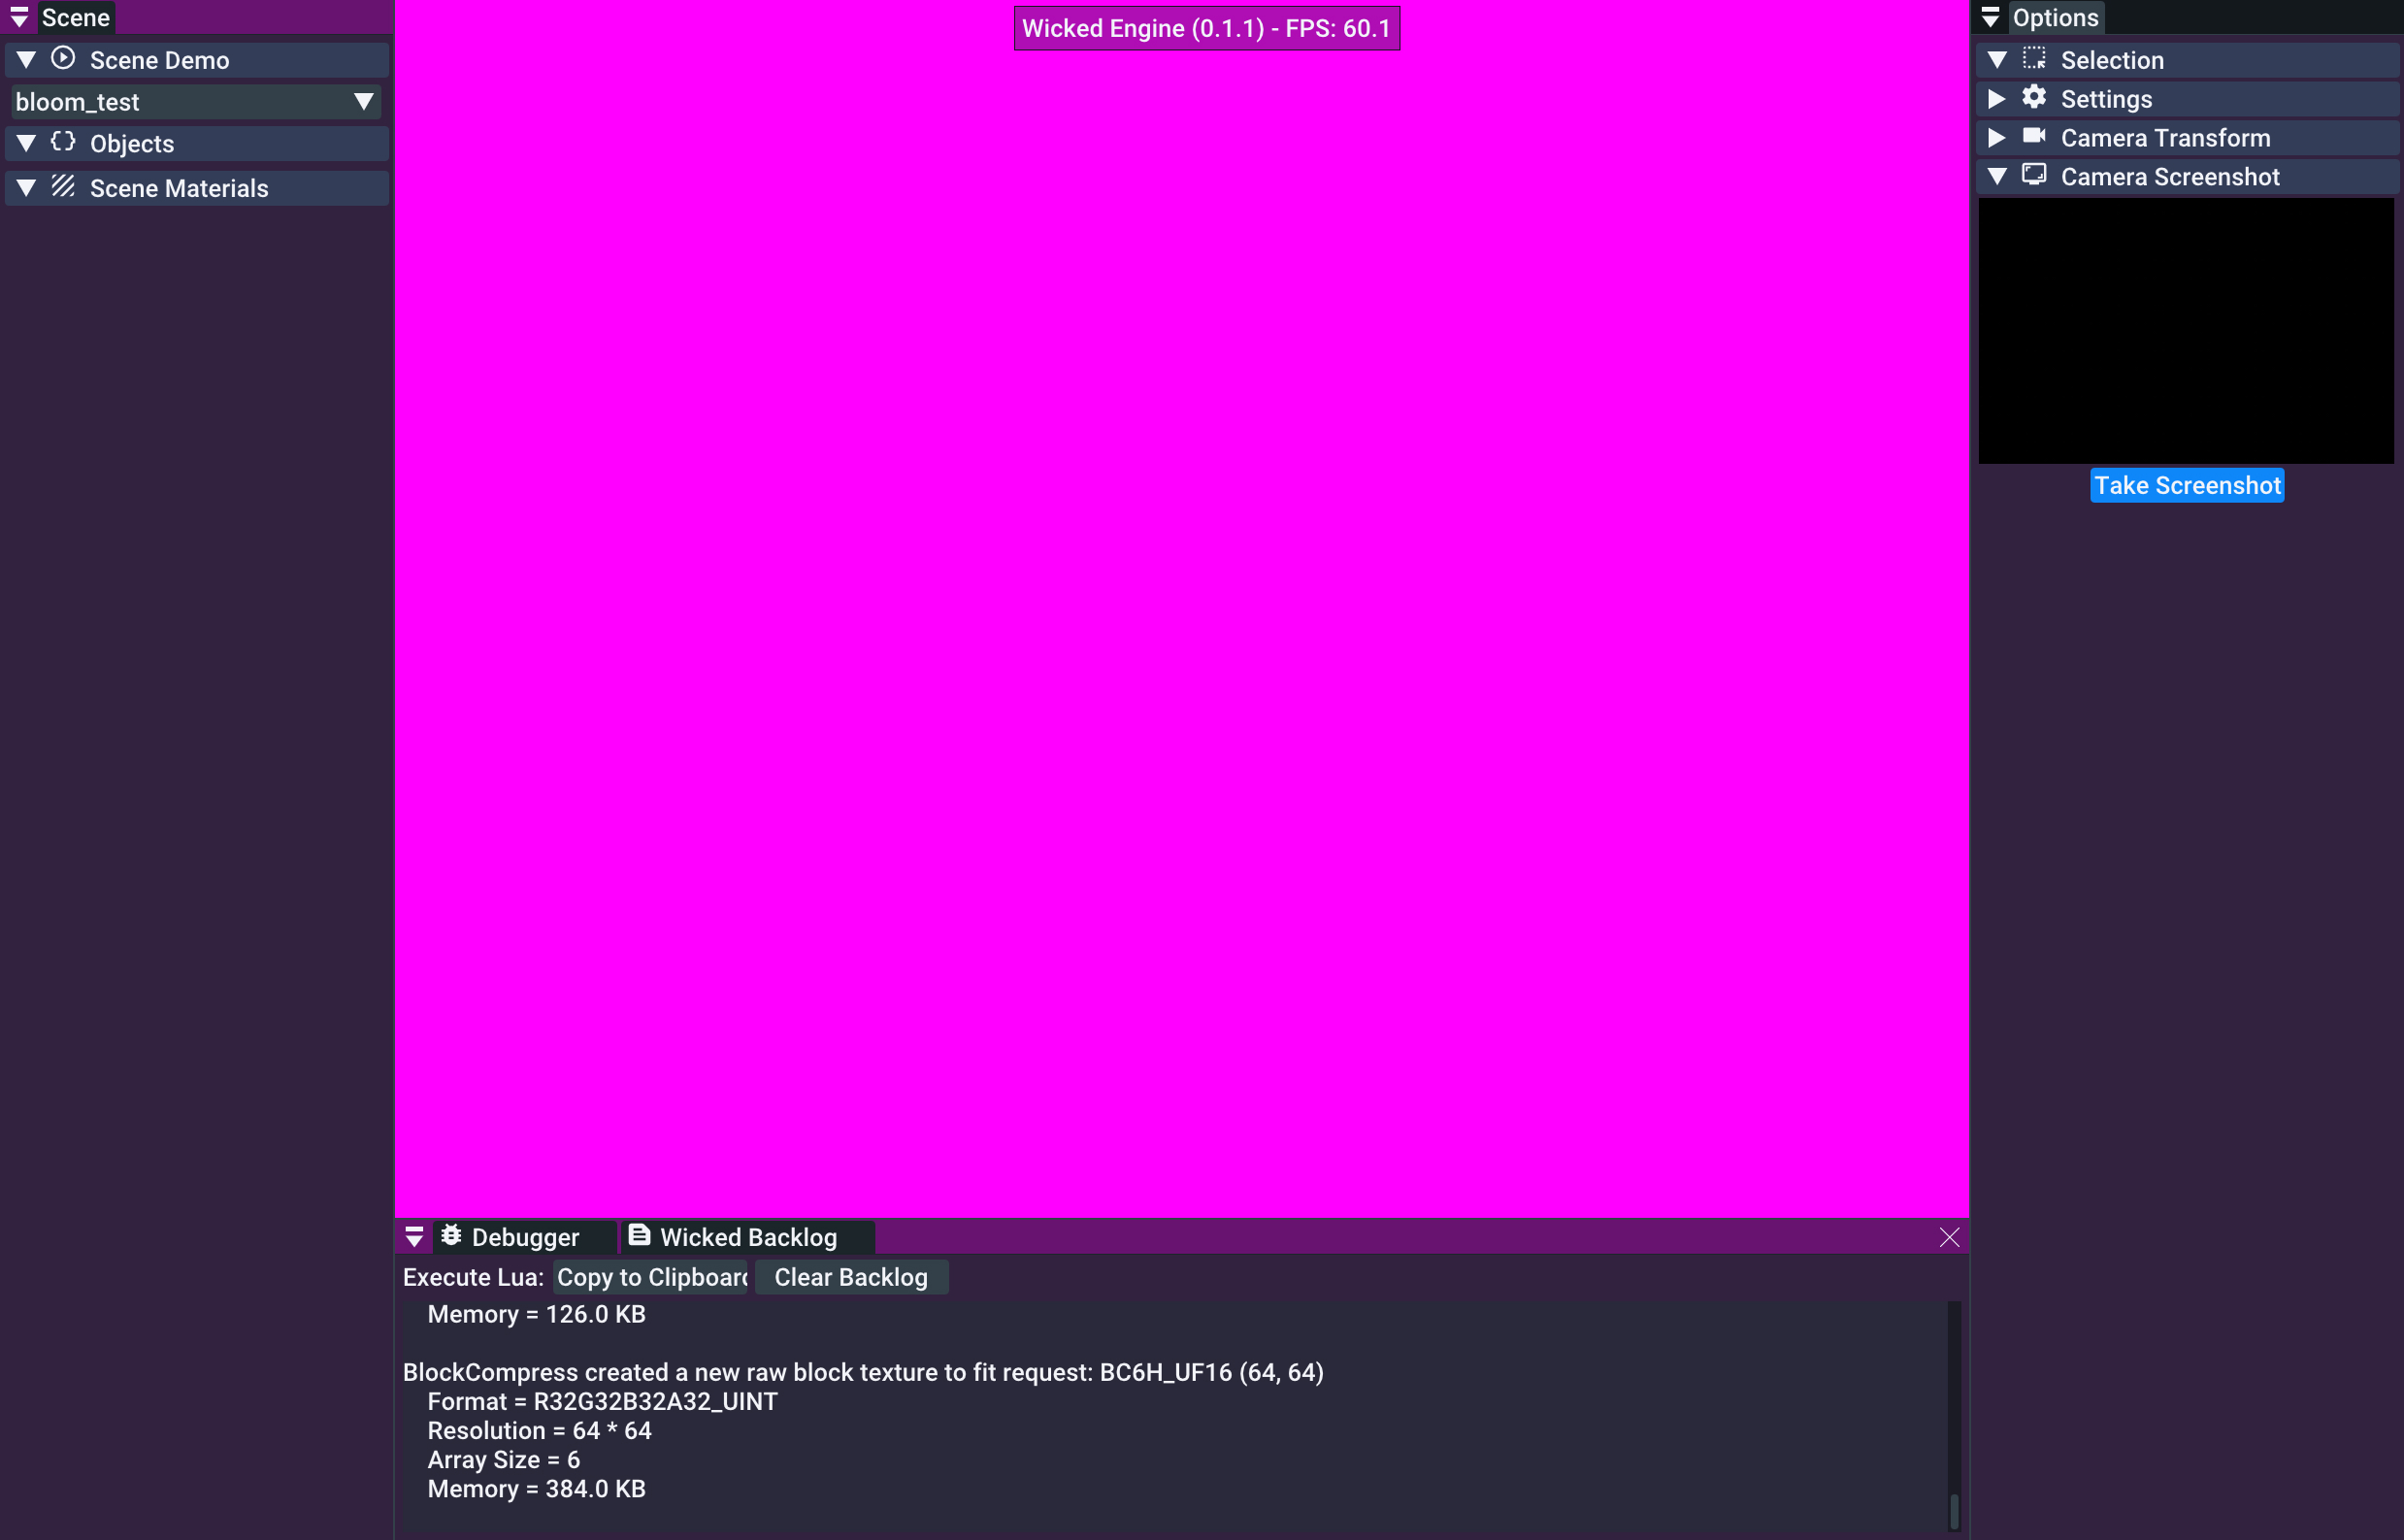 Scene
Scene Demo
bloom_test
Objects
Scene Materials
Wicked Engine (0.1.1) - FPS: 60.1
Options
Selection
Settings
Camera Transform
Camera Screenshot
Take Screenshot
Debugger
Wicked Backlog
Execute Lua: Copy to Clipboard Clear Backlog
Memory = 126.0 KB
BlockCompress created a new raw block texture to fit request: BC6H_UF16 (64, 64)
Format = R32G32B32A32_UINT
Resolution = 64 * 64
Array Size = 6
Memory = 384.0 KB